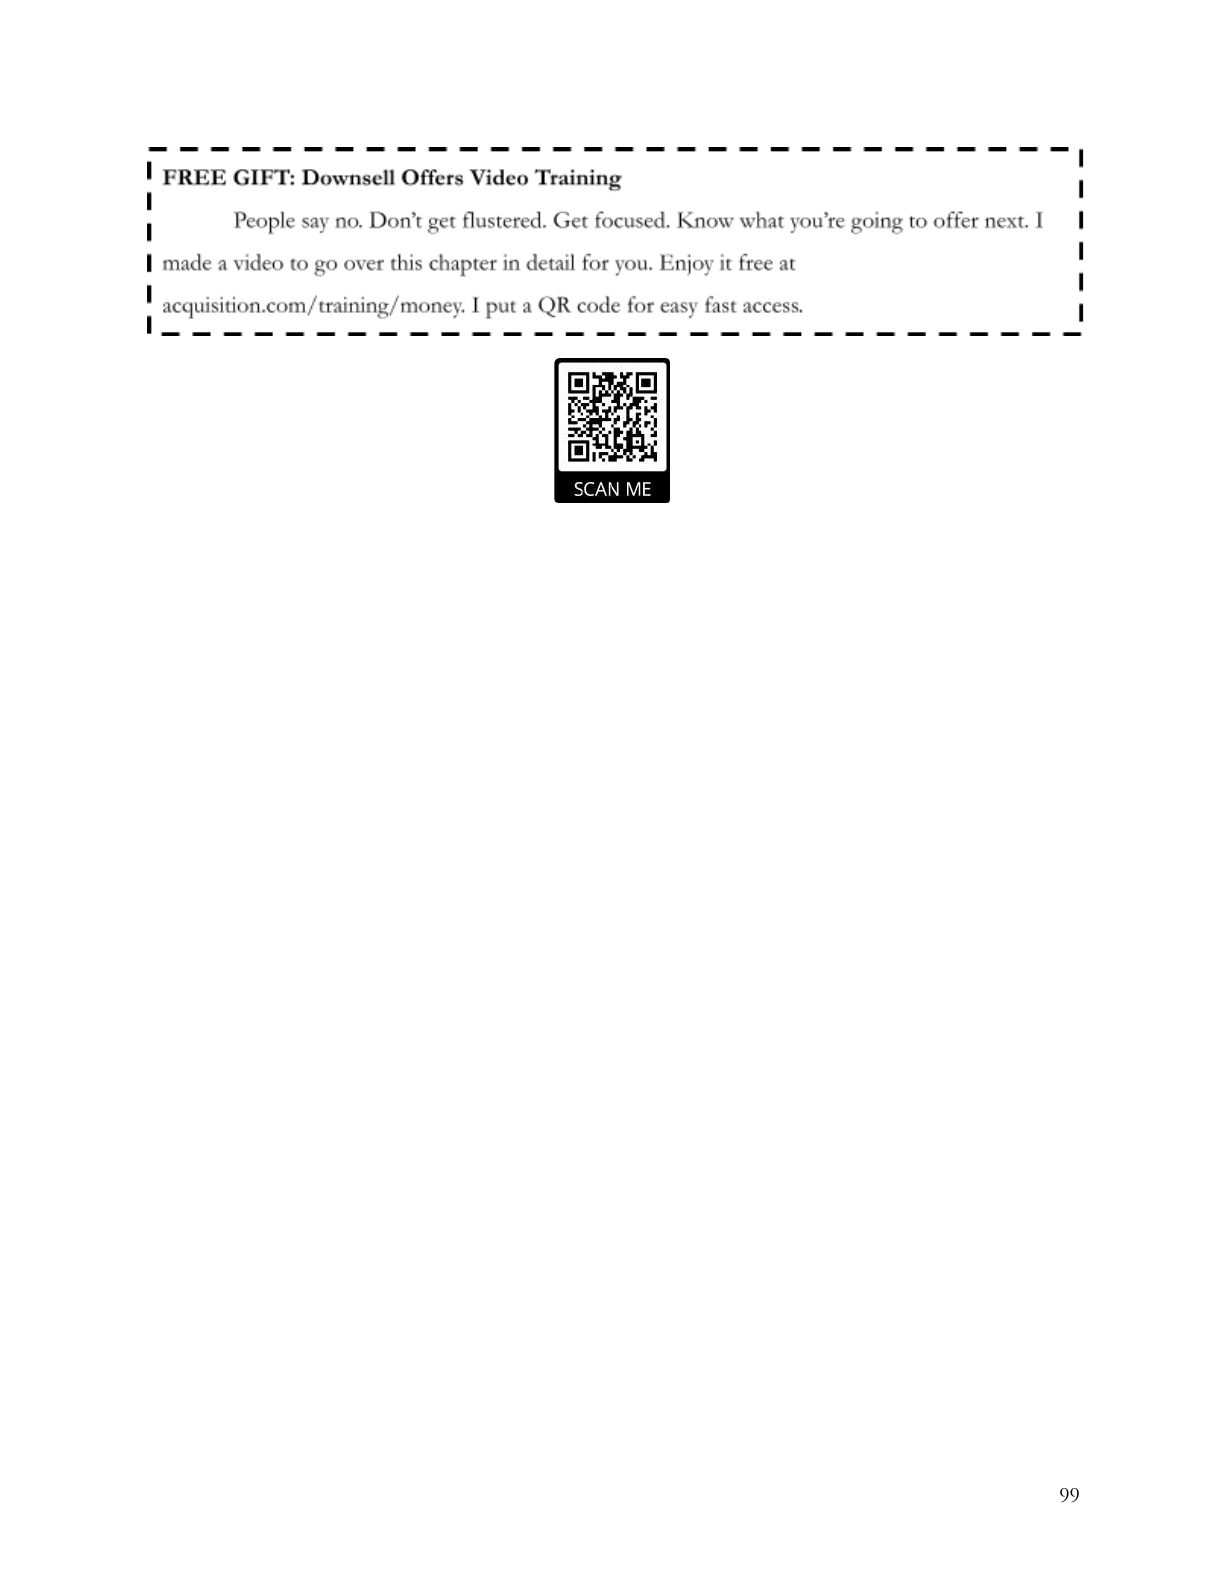 FREE GIFT: Downsell Offers Video Training
People say no. Don’t get flustered. Get focused. Know what you’re going to offer next. I
made a video to go over this chapter in detail for you. Enjoy it free at
acquisition.com/training/money. I put a QR code for easy fast access.
SCAN ME
99